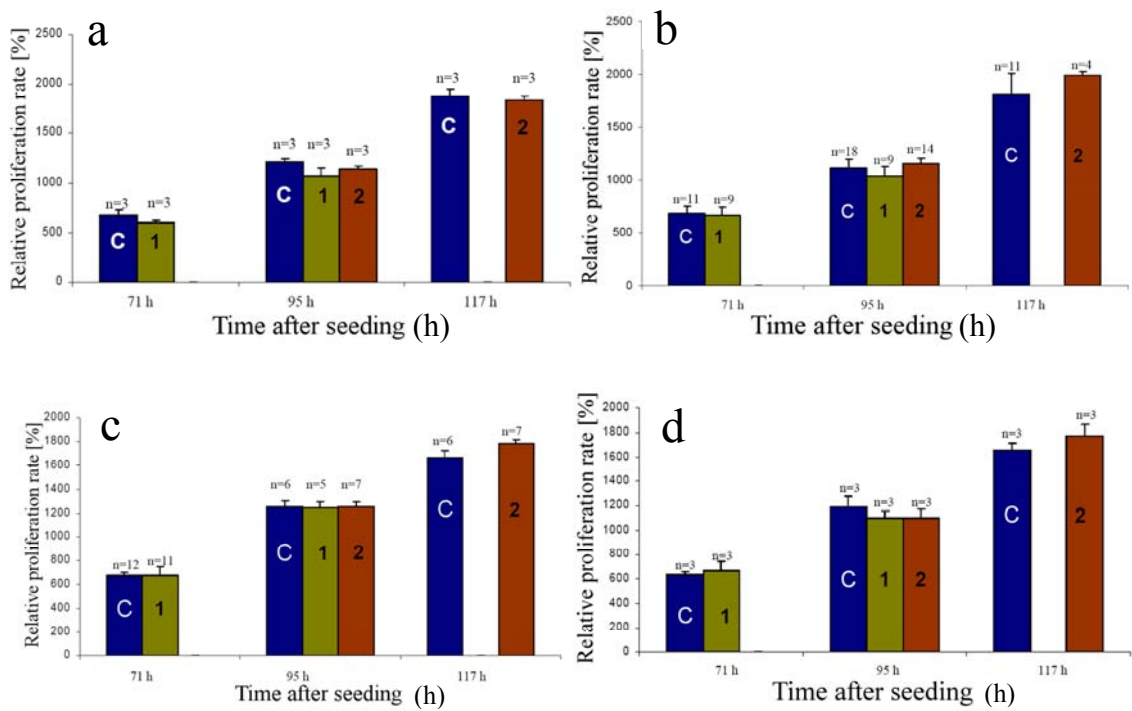 a
Relative proliferation rate [%]
2500
2000
1500
1000
500
0
n=3
n=3
n=3
n=3
n=3
n=3
n=3
C
1
C
1
2
C
2
71 h
95 h
117 h
Time after seeding (h)
b
Relative proliferation rate [%]
2500
2000
1500
1000
500
0
n=11
n=9
n=18
n=9
n=14
n=11
n=4
C
1
C
1
2
C
2
71 h
95 h
117 h
Time after seeding (h)
c
Relative proliferation rate [%]
2000
1800
1600
1400
1200
1000
800
600
400
200
0
n=12
n=11
n=6
n=5
n=7
n=6
n=7
C
1
C
1
2
C
2
71 h
95 h
117 h
Time after seeding (h)
d
Relative proliferation rate [%]
2000
1800
1600
1400
1200
1000
800
600
400
200
0
n=3
n=3
n=3
n=3
n=3
n=3
n=3
C
1
C
1
2
C
2
71 h
95 h
117 h
Time after seeding (h)